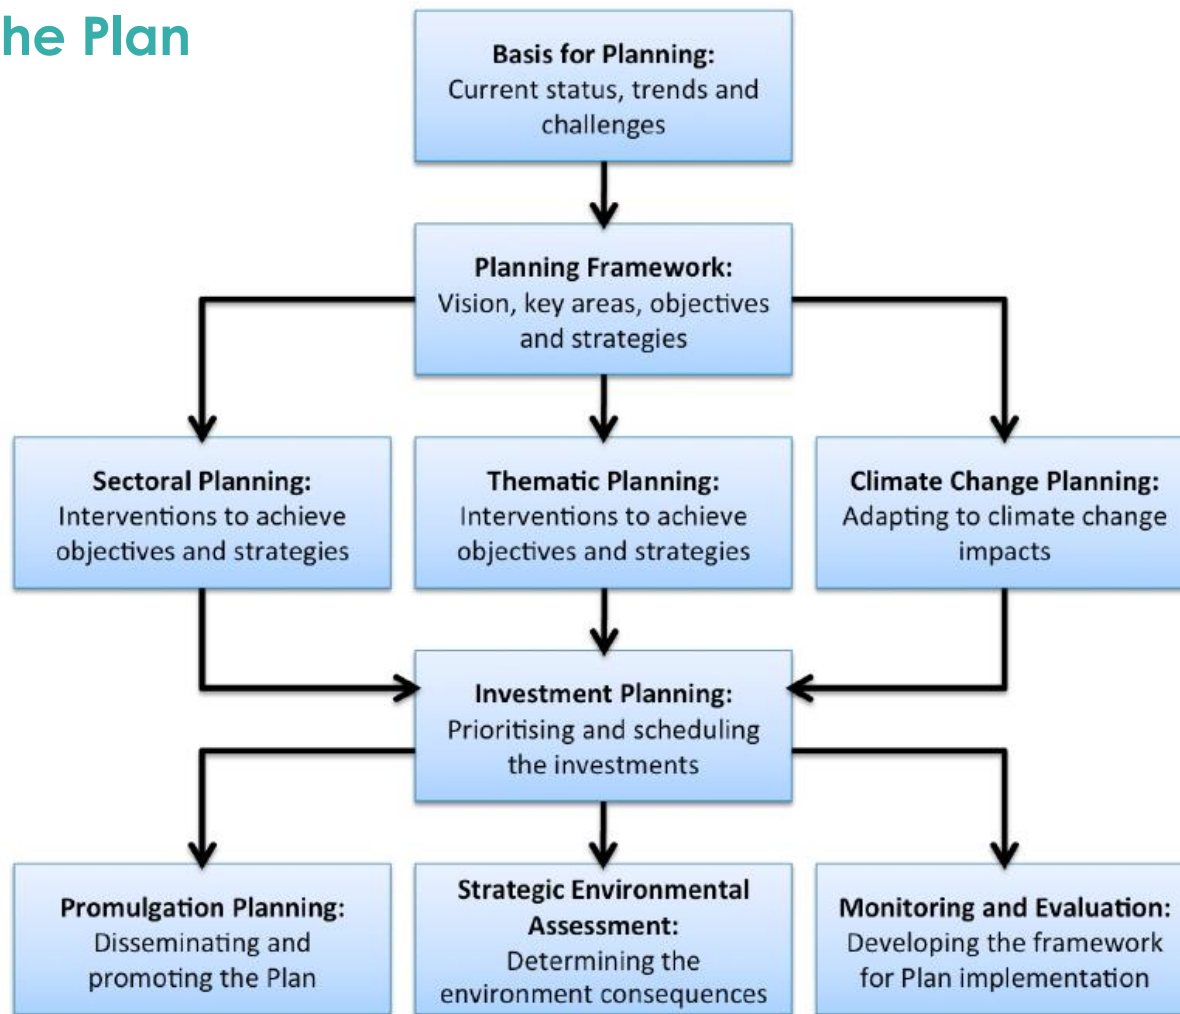 he Plan
Basis for Planning:
Current status, trends and
challenges
Planning Framework:
Vision, key areas, objectives
and strategies
Sectoral Planning:
Interventions to achieve
objectives and strategies
Thematic Planning:
Interventions to achieve
objectives and strategies
Climate Change Planning:
Adapting to climate change
impacts
Investment Planning:
Prioritising and scheduling
the investments
Promulgation Planning:
Disseminating and
promoting the Plan
Strategic Environmental
Assessment:
Determining the
environment consequences
Monitoring and Evaluation:
Developing the framework
for Plan implementation